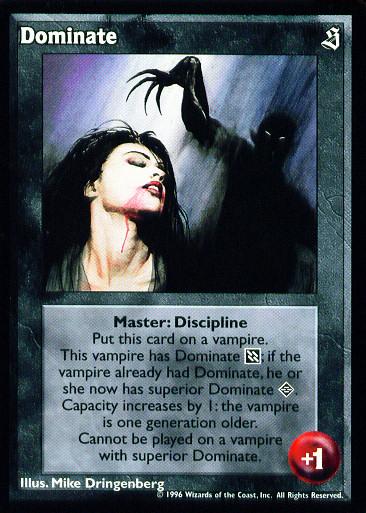 Dominate
Master: Discipline
Put this card on a vampire.
This vampire has Dominate ; if the
vampire already had Dominate, he or
she now has superior Dominate .
Capacity increases by 1: the vampire
is one generation older.
Cannot be played on a vampire
with superior Dominate.
+1
Illus. Mike Dringenberg
© 1996 Wizards of the Coast, Inc. All Rights Reserved.